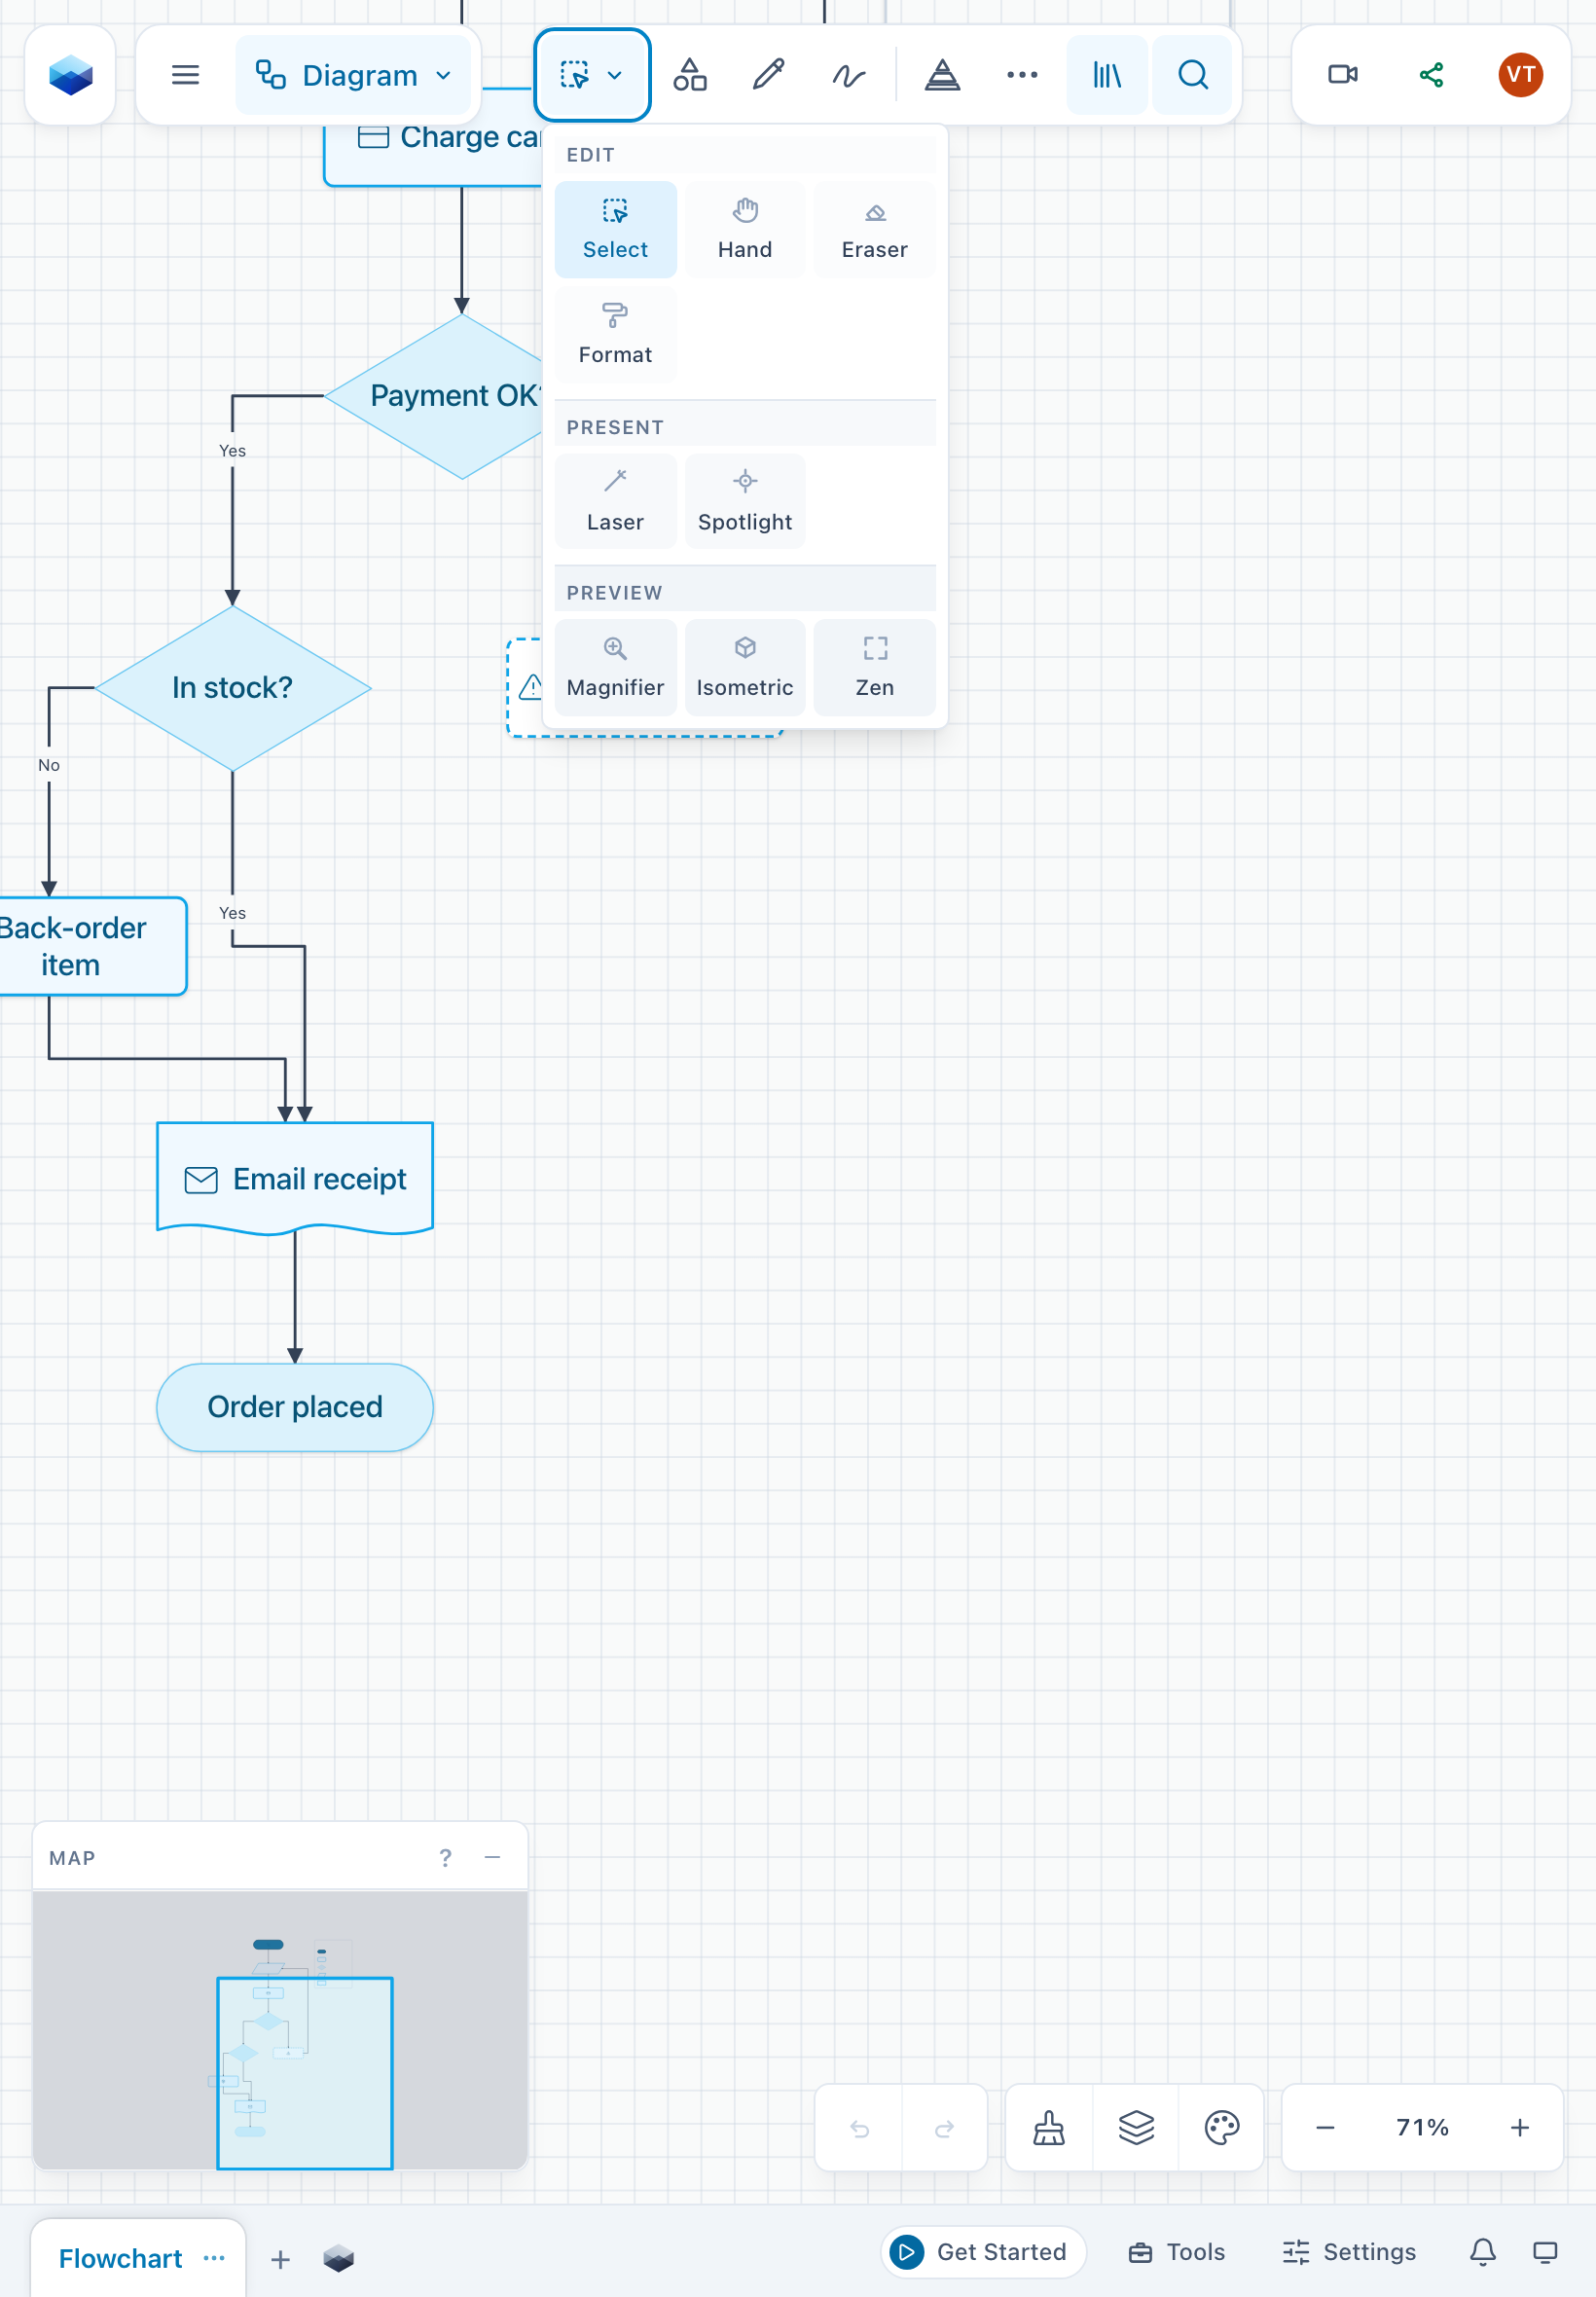 Diagram
VT
Charge
EDIT
Select
Hand
Eraser
Format
Payment OK?
Yes
PRESENT
Laser
Spotlight
PREVIEW
Magnifier
Isometric
Zen
In stock?
No
Yes
Back-order
item
Email receipt
Order placed
MAP
?
71%
Flowchart
Get Started
Tools
Settings